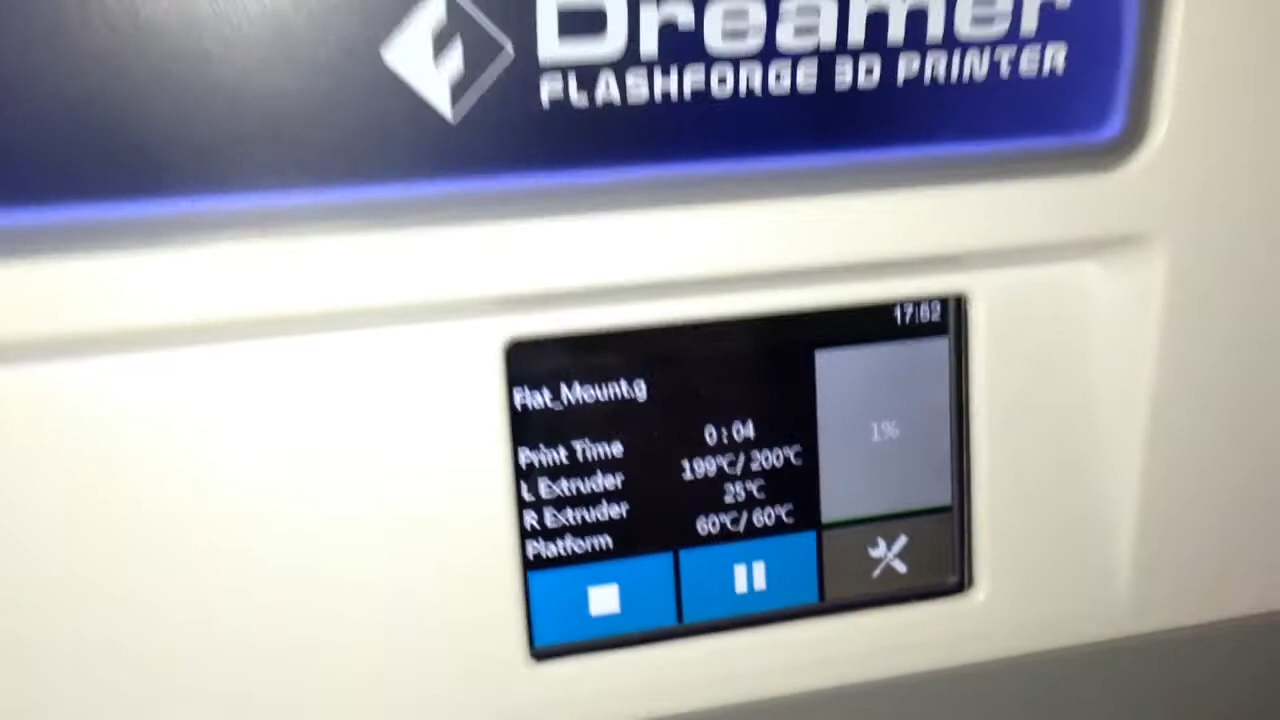 Dreamer
FLASHFORGE 3D PRINTER
17:52
Flat_Mount.g
1%
Print Time 0:04
L Extruder 199℃/ 200℃
R Extruder 25℃
Platform 60℃/ 60℃